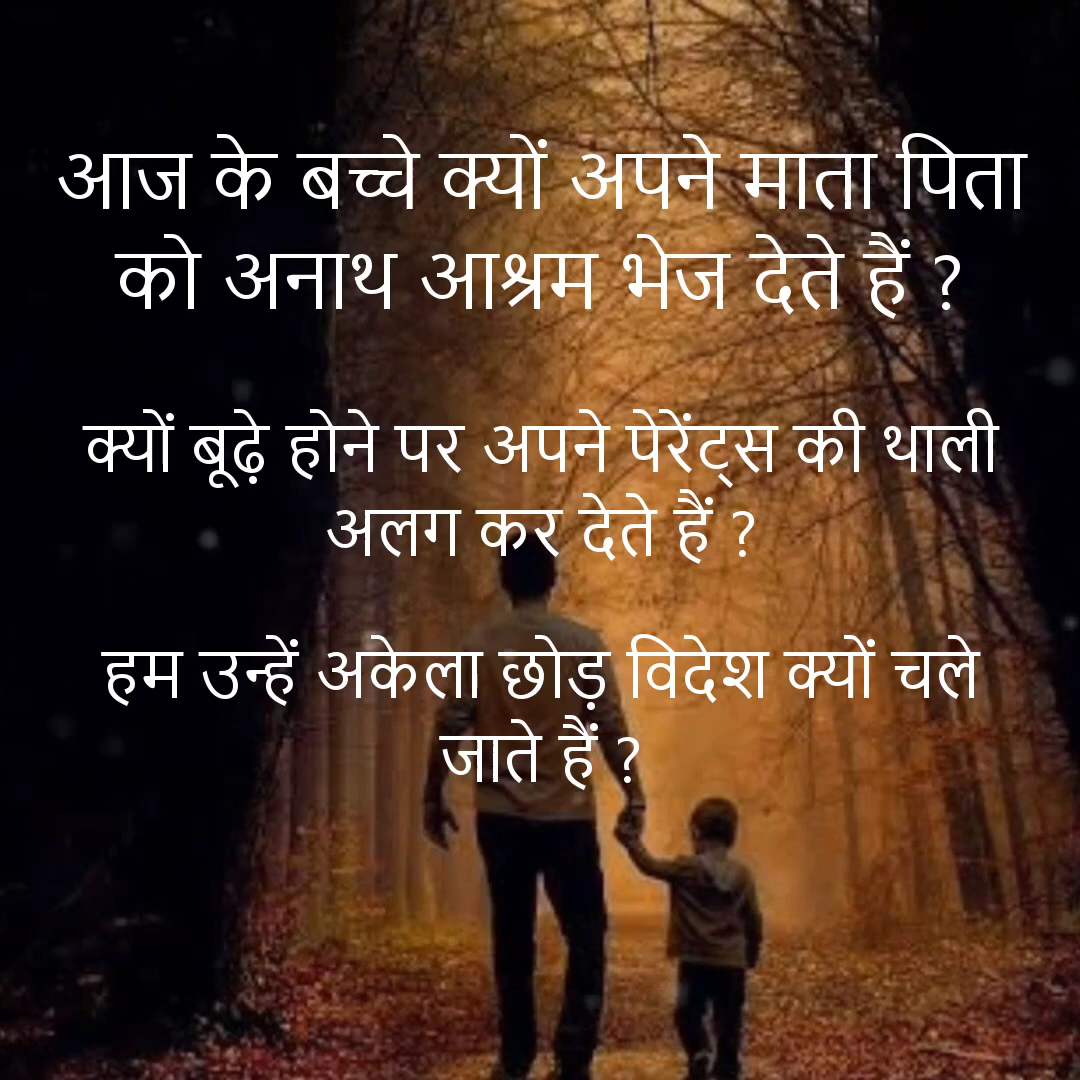 आज के बच्चे क्यों अपने माता पिता
को अनाथ आश्रम भेज देते हैं ?
क्यों बूढ़े होने पर अपने पेरेंट्स की थाली
अलग कर देते हैं ?
हम उन्हें अकेला छोड़ विदेश क्यों चले
जाते हैं ?